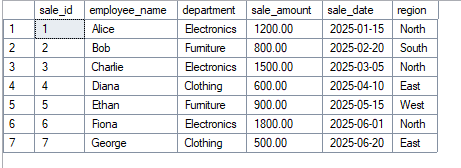 sale_id employee_name department sale_amount sale_date region
1 1 Alice Electronics 1200.00 2025-01-15 North
2 2 Bob Furniture 800.00 2025-02-20 South
3 3 Charlie Electronics 1500.00 2025-03-05 North
4 4 Diana Clothing 600.00 2025-04-10 East
5 5 Ethan Furniture 900.00 2025-05-15 West
6 6 Fiona Electronics 1800.00 2025-06-01 North
7 7 George Clothing 500.00 2025-06-20 East